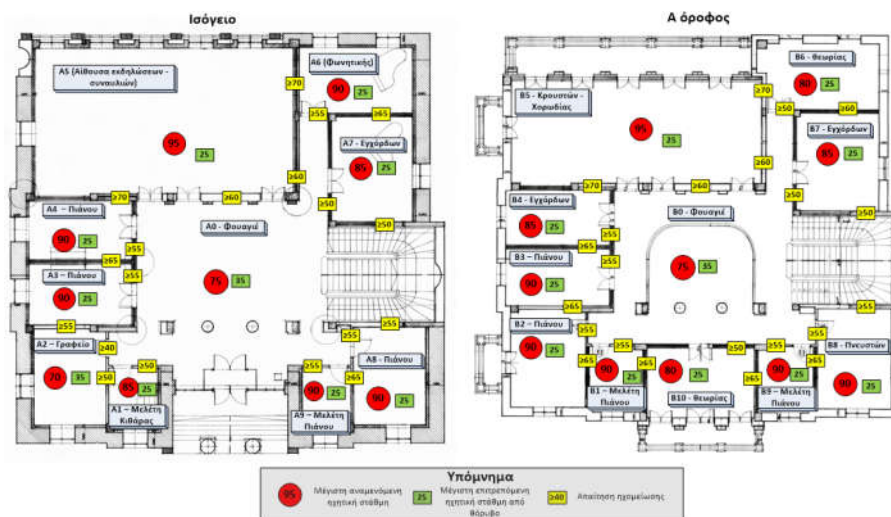 Ισόγειο
Α όροφος
Α5 (Αίθουσα εκδηλώσεων -
συναυλιών)
95
25
≥70
≥60
≥70
≥60
Α6 (Φωνητικής)
90
25
≥55
≥65
Α7 - Εγχόρδων
85
25
≥50
≥50
Α4 – Πιάνου
90
25
≥55
≥65
Α3 – Πιάνου
90
25
≥55
≥55
Α0 - Φουαγιέ
75
35
Α2 – Γραφείο
70
35
≥40
≥50
≥50
85
25
Α1 – Μελέτη
Κιθάρας
≥55
≥65
90
25
Α9 – Μελέτη
Πιάνου
≥55
≥55
Α8 - Πιάνου
90
25
Β5 - Κρουστών -
Χορωδίας
95
25
≥70
≥60
≥70
≥60
Β6 - Θεωρίας
80
25
≥50
≥60
Β7 - Εγχόρδων
85
25
≥50
≥50
Β4 - Εγχόρδων
85
25
≥55
≥65
Β3 – Πιάνου
90
25
≥55
≥65
Β0 - Φουαγιέ
75
35
Β2 – Πιάνου
90
25
≥55
≥55
≥65
90
25
Β1 – Μελέτη
Πιάνου
≥50
≥65
80
25
Β10 - Θεωρίας
≥55
≥65
90
25
Β9 – Μελέτη
Πιάνου
≥55
Β8 - Πνευστών
90
25
Υπόμνημα
95
Μέγιστη αναμενόμενη
ηχητική στάθμη
25
Μέγιστη επιτρεπόμενη
ηχητική στάθμη από
θόρυβο
≥40
Απαίτηση ηχομείωσης